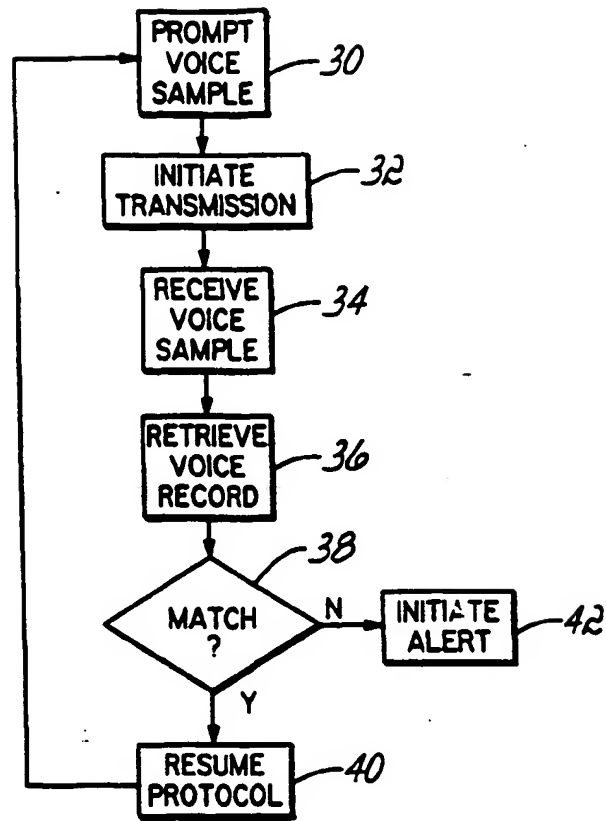 PROMPT
VOICE
SAMPLE
30
INITIATE
TRANSMISSION
32
RECEIVE
VOICE
SAMPLE
34
RETRIEVE
VOICE
RECORD
36
38
MATCH
?
N
INITIATE
ALERT
42
Y
RESUME
PROTOCOL
40